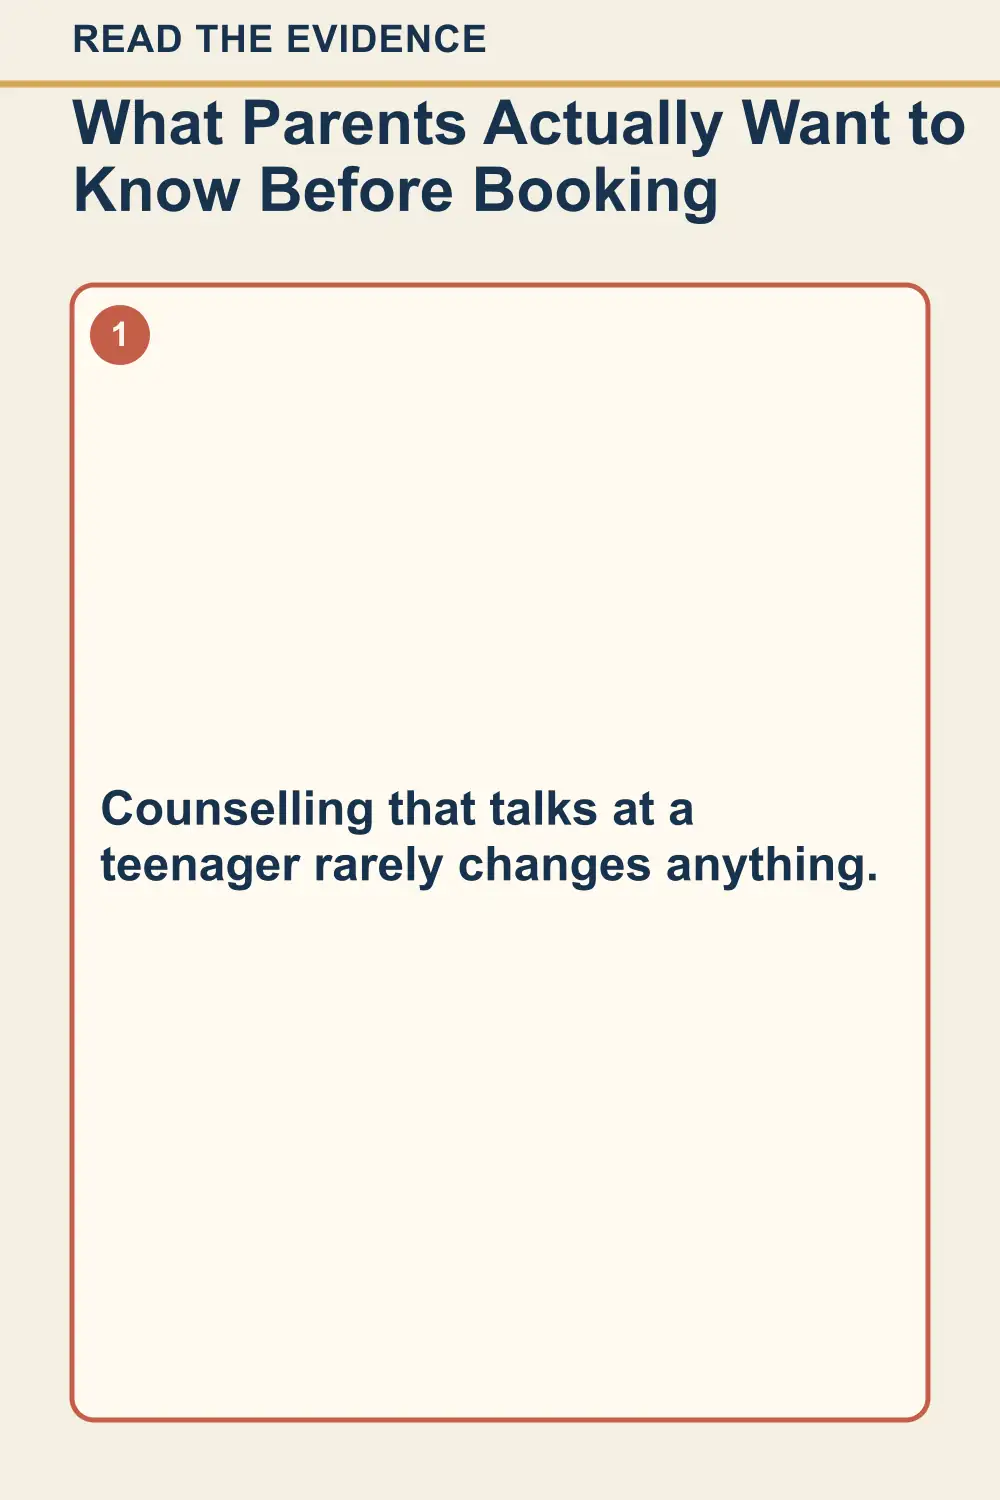 READ THE EVIDENCE
What Parents Actually Want to
Know Before Booking
1
Counselling that talks at a
teenager rarely changes anything.